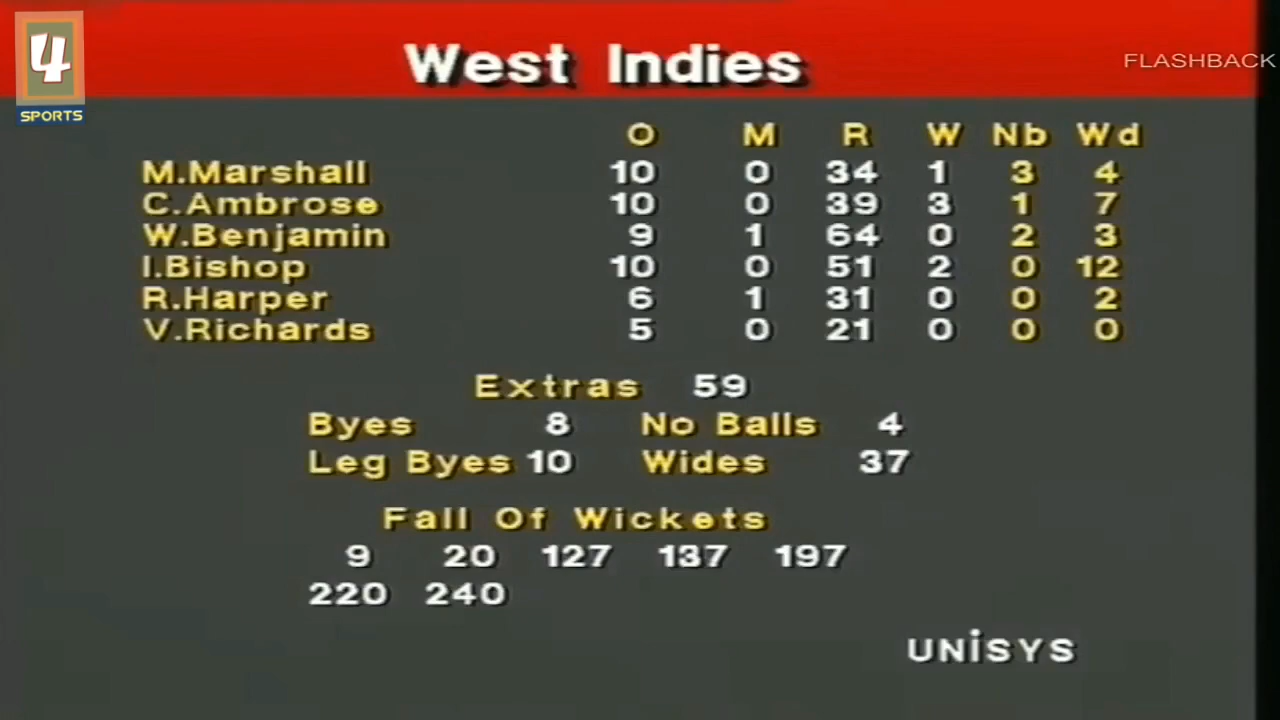 4
SPORTS
West Indies
FLASHBACK
O M R W Nb Wd
M.Marshall 10 0 34 1 3 4
C.Ambrose 10 0 39 3 1 7
W.Benjamin 9 1 64 0 2 3
I.Bishop 10 0 51 2 0 12
R.Harper 6 1 31 0 0 2
V.Richards 5 0 21 0 0 0
Extras 59
Byes 8 No Balls 4
Leg Byes 10 Wides 37
Fall Of Wickets
9 20 127 137 197
220 240
UNiSYS